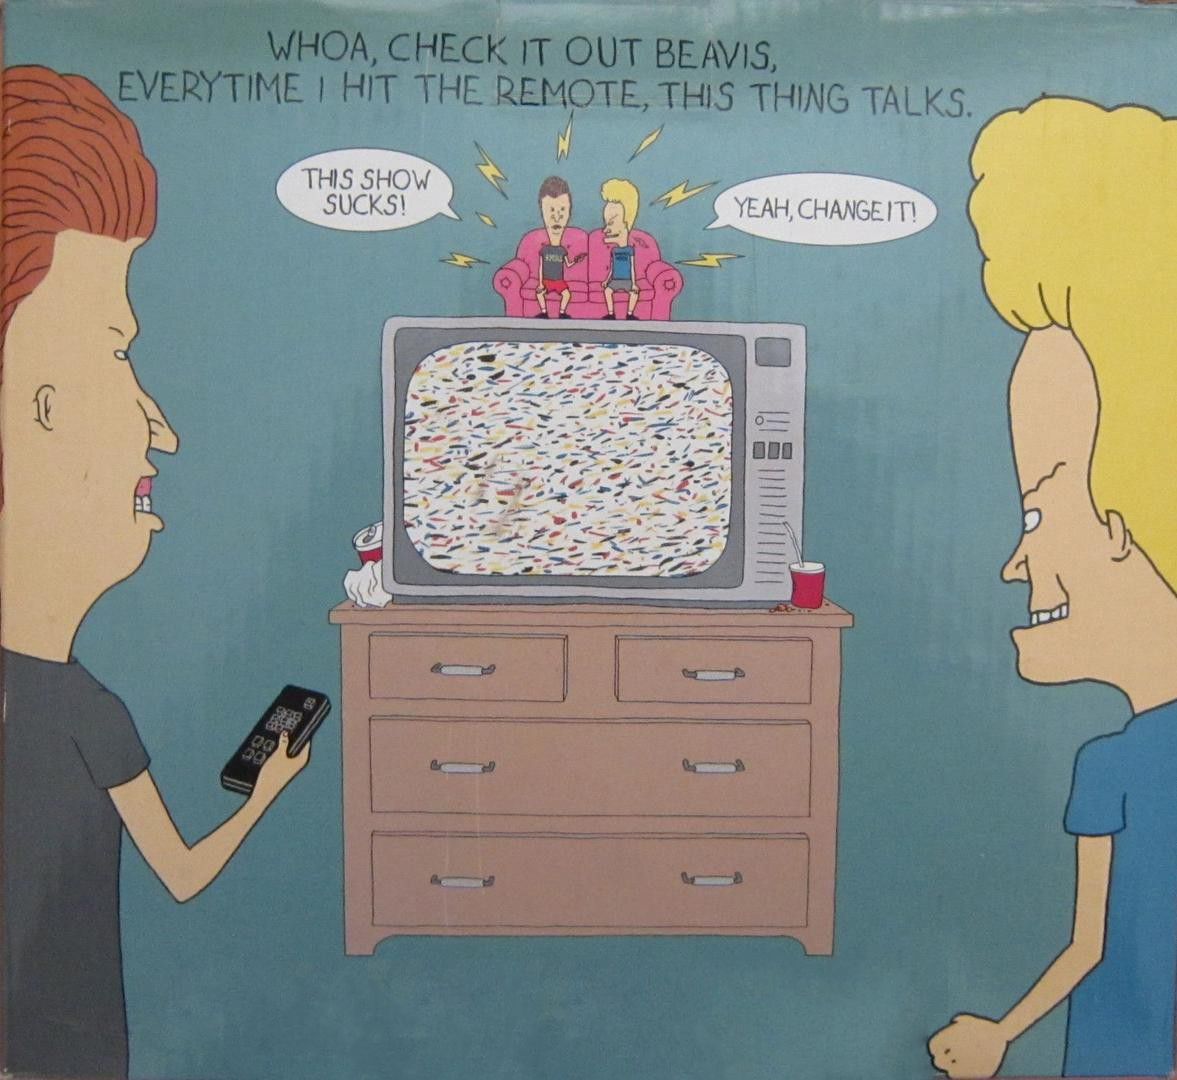 WHOA, CHECK IT OUT BEAVIS,
EVERYTIME I HIT THE REMOTE, THIS THING TALKS.
THIS SHOW
SUCKS!
YEAH, CHANGE IT!